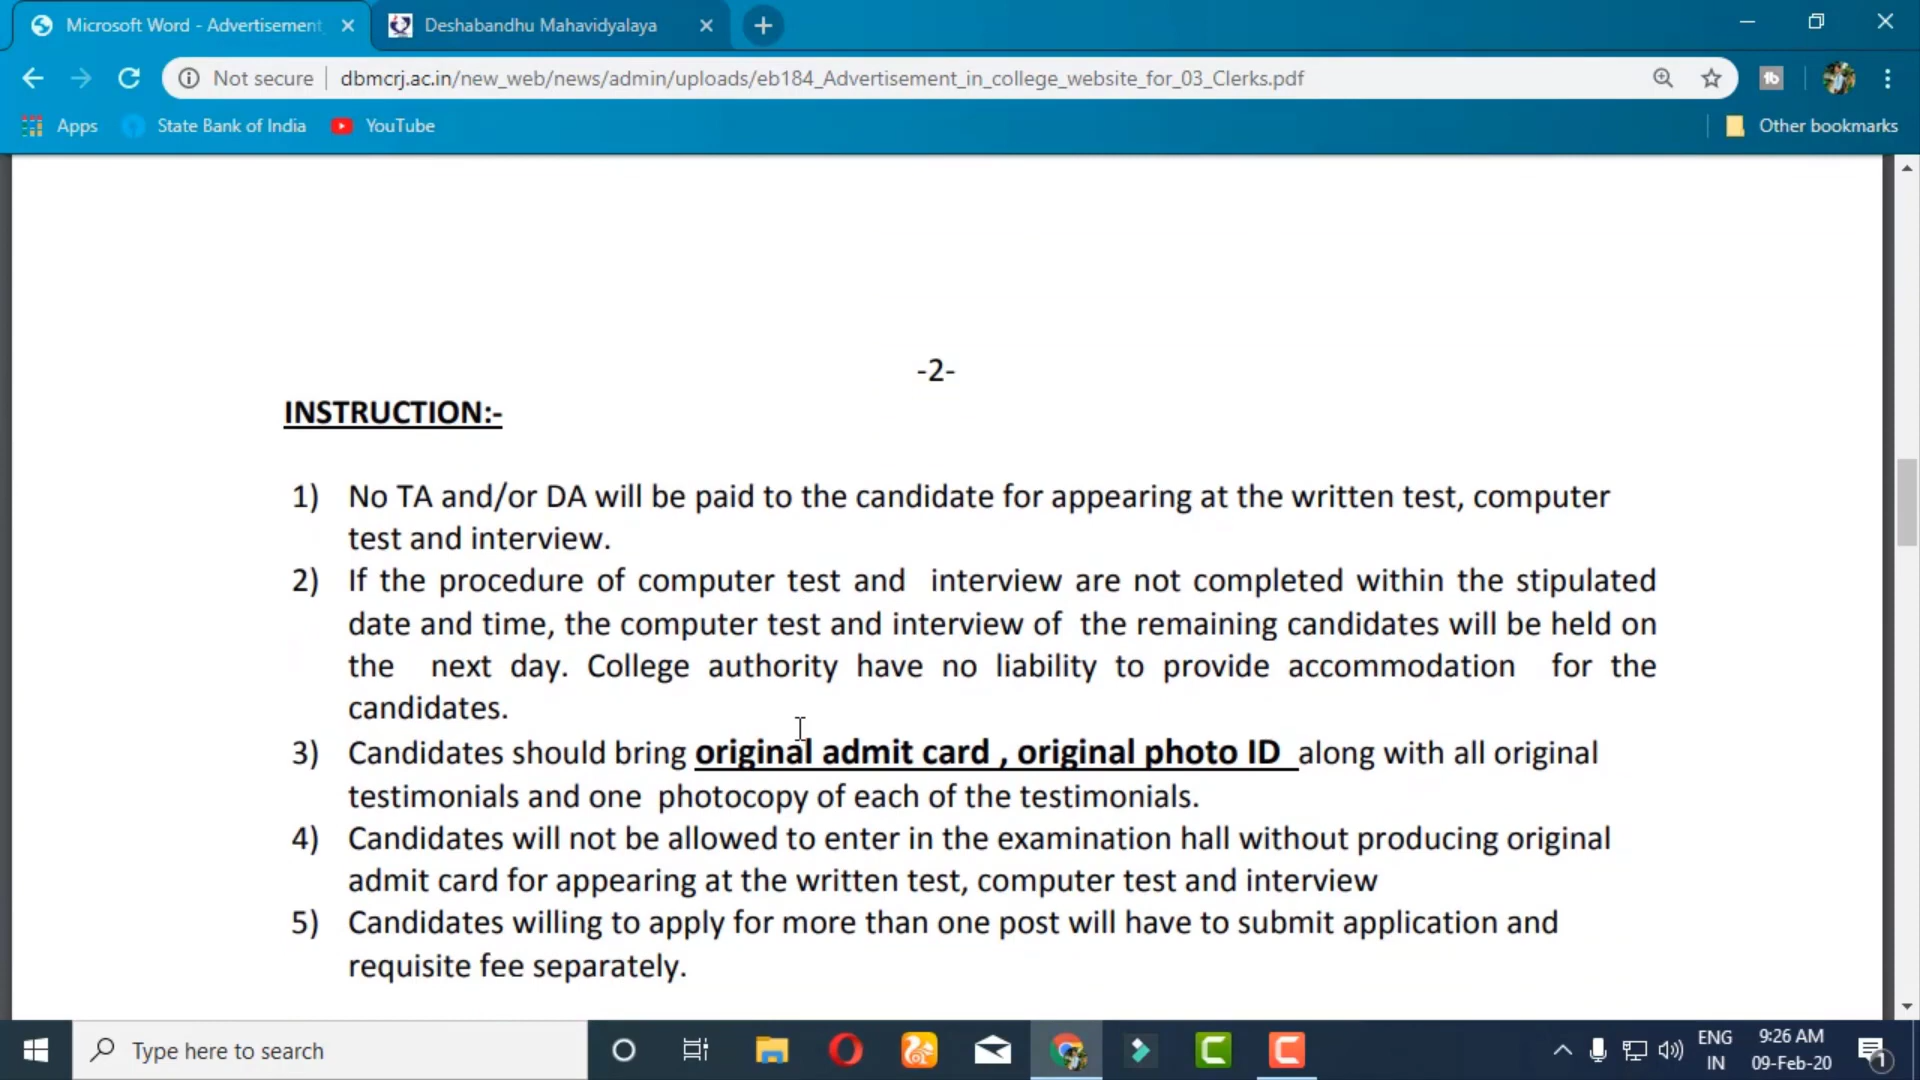 Microsoft Word - Advertisement
Deshabandhu Mahavidyalaya
Not secure
dbmcrj.ac.in/new_web/news/admin/uploads/eb184_Advertisement_in_college_website_for_03_Clerks.pdf
Apps
State Bank of India
YouTube
Other bookmarks
-2-
INSTRUCTION:-
1) No TA and/or DA will be paid to the candidate for appearing at the written test, computer
test and interview.
2) If the procedure of computer test and interview are not completed within the stipulated
date and time, the computer test and interview of the remaining candidates will be held on
the next day. College authority have no liability to provide accommodation for the
candidates.
3) Candidates should bring original admit card , original photo ID along with all original
testimonials and one photocopy of each of the testimonials.
4) Candidates will not be allowed to enter in the examination hall without producing original
admit card for appearing at the written test, computer test and interview
5) Candidates willing to apply for more than one post will have to submit application and
requisite fee separately.
Type here to search
ENG
IN
9:26 AM
09-Feb-20
1